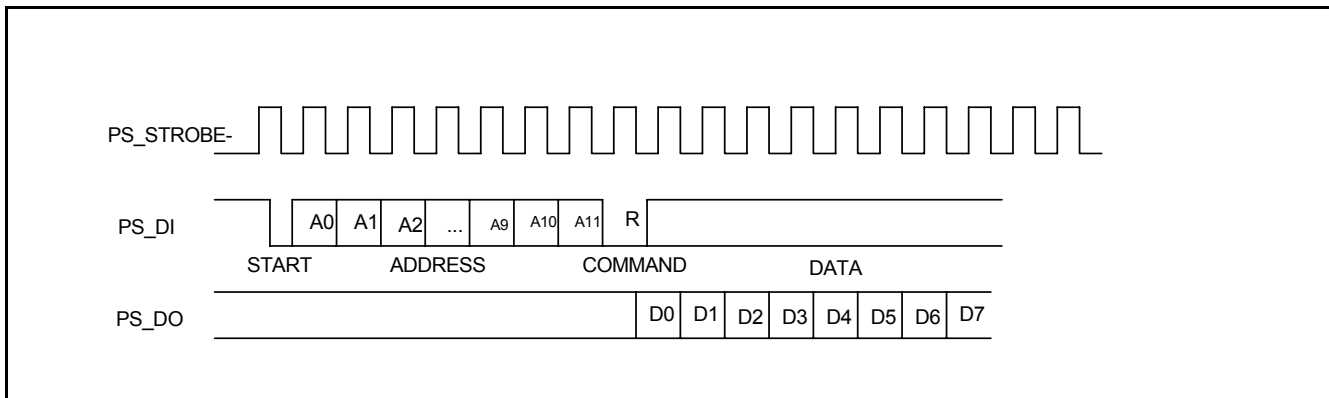 PS_STROBE-
PS_DI
A0 A1 A2 ... A9 A10 A11 R
START ADDRESS COMMAND DATA
PS_DO
D0 D1 D2 D3 D4 D5 D6 D7